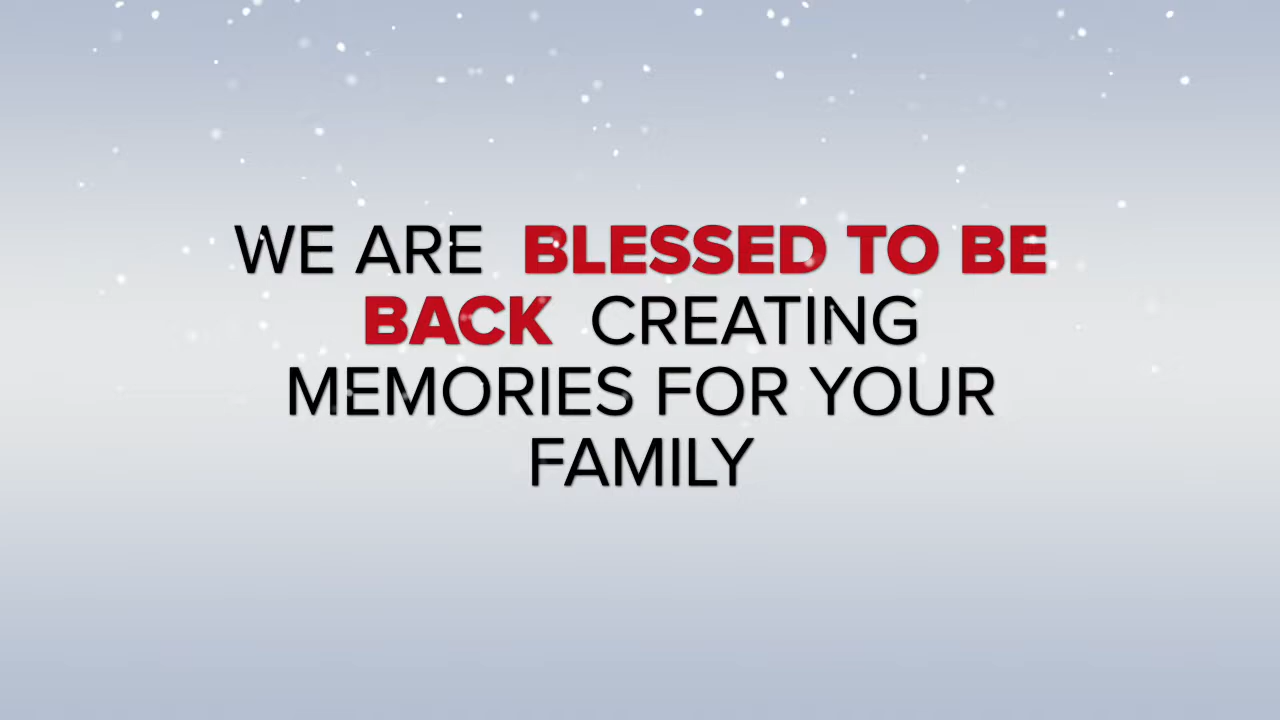 WE ARE BLESSED TO BE
BACK CREATING
MEMORIES FOR YOUR
FAMILY